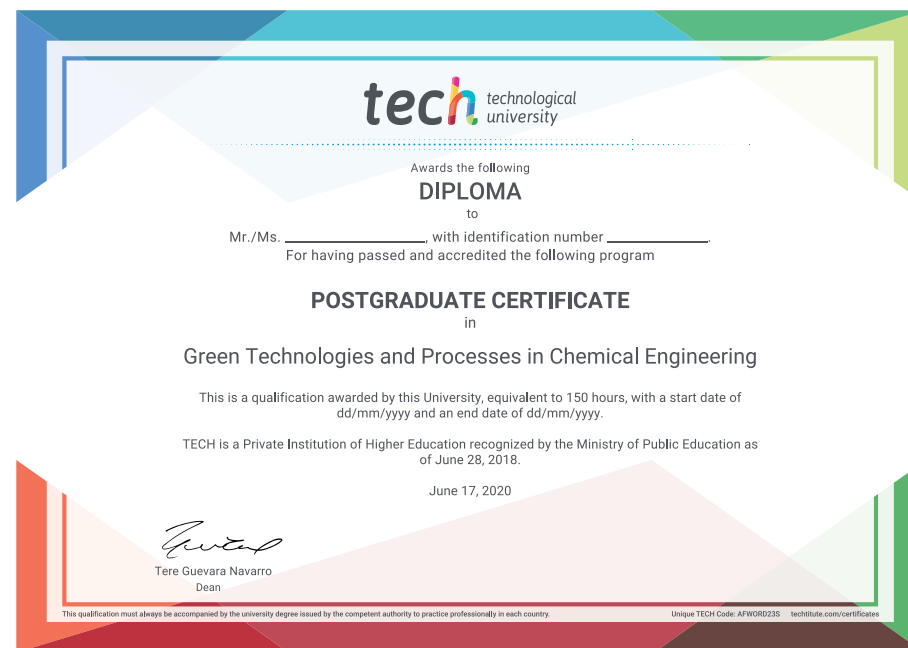 tech technological
university
Awards the following
DIPLOMA
to
Mr./Ms. ____________________, with identification number ______________.
For having passed and accredited the following program
POSTGRADUATE CERTIFICATE
in
Green Technologies and Processes in Chemical Engineering
This is a qualification awarded by this University, equivalent to 150 hours, with a start date of
dd/mm/yyyy and an end date of dd/mm/yyyy.
TECH is a Private Institution of Higher Education recognized by the Ministry of Public Education as
of June 28, 2018.
June 17, 2020
Tere Guevara Navarro
Dean
This qualification must always be accompanied by the university degree issued by the competent authority to practice professionally in each country.
Unique TECH Code: AFWORD23S techtitute.com/certificates